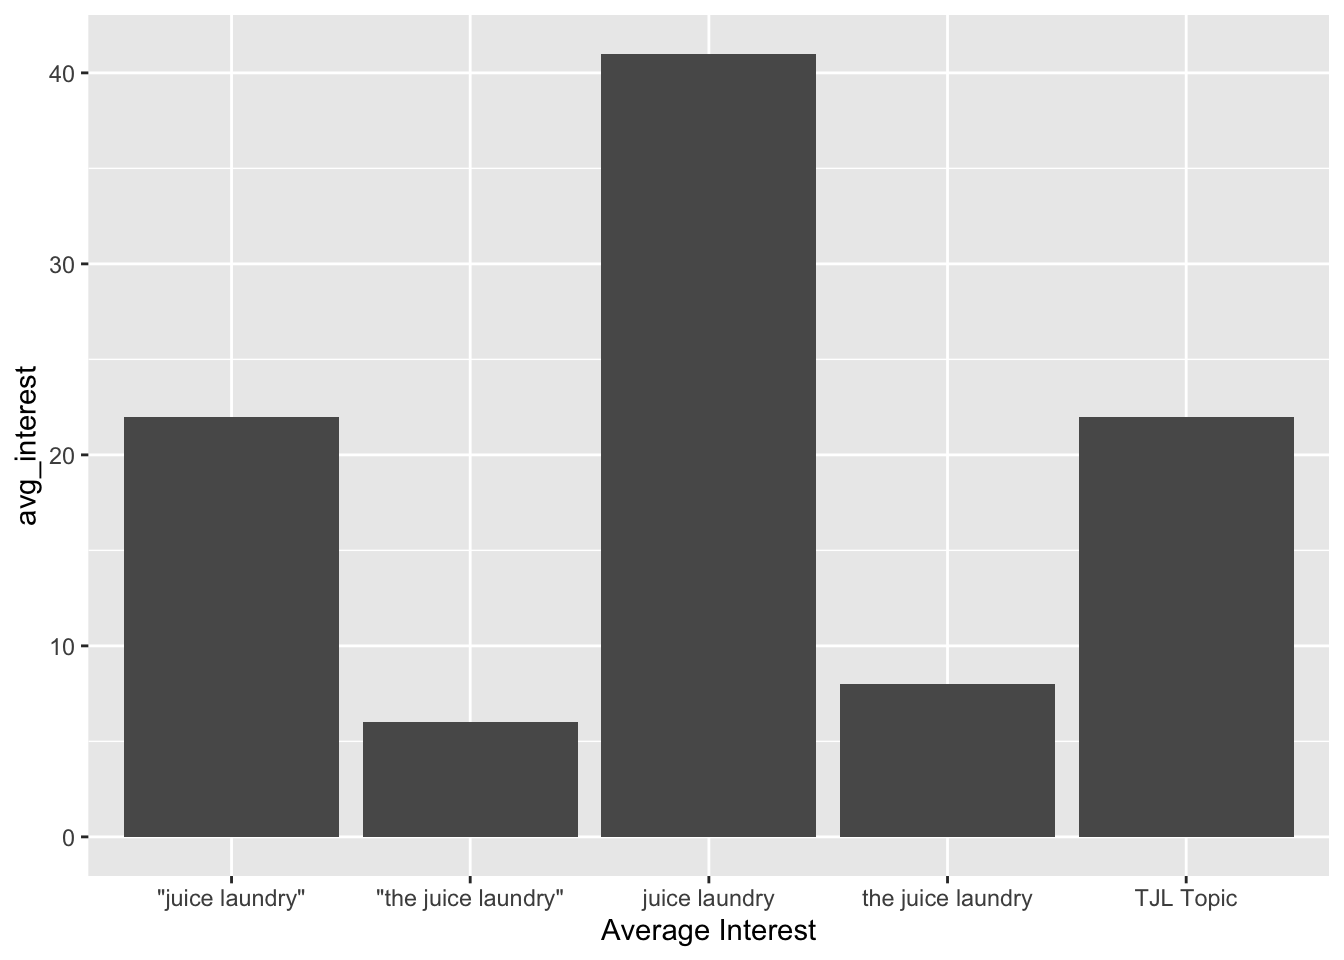 avg_interest
40
30
20
10
0
"juice laundry"
"the juice laundry"
juice laundry
the juice laundry
TJL Topic
Average Interest